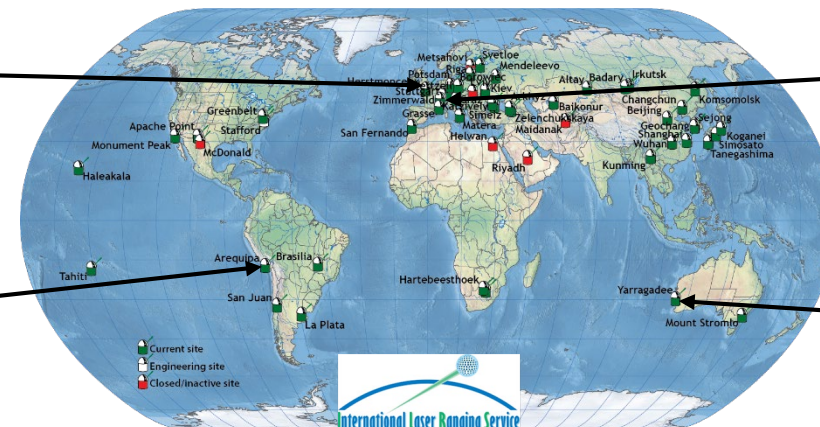 Metsahovi
Svetloe
Mendeleevo
Riga
Potsdam
Borowiec
Kiev
Zimmerwald
Grasse
San Fernando
Katzively
Simeiz
Matera
Helwan
Riyadh
Altay
Badary
Irkutsk
Baikonur
Zelenchukskaya
Maidanak
Changchun
Beijing
Komsomolsk
Sejong
Geochang
Shanghai
Wuhan
Koganei
Simosato
Tanegashima
Kunming
Greenbelt
Stafford
Apache Point
Monument Peak
McDonald
Haleakala
Tahiti
Arequipa
Brasilia
San Juan
La Plata
Hartebeesthoek
Yarragadee
Mount Stromlo
Current site
Engineering site
Closed/inactive site
International Laser Ranging Service